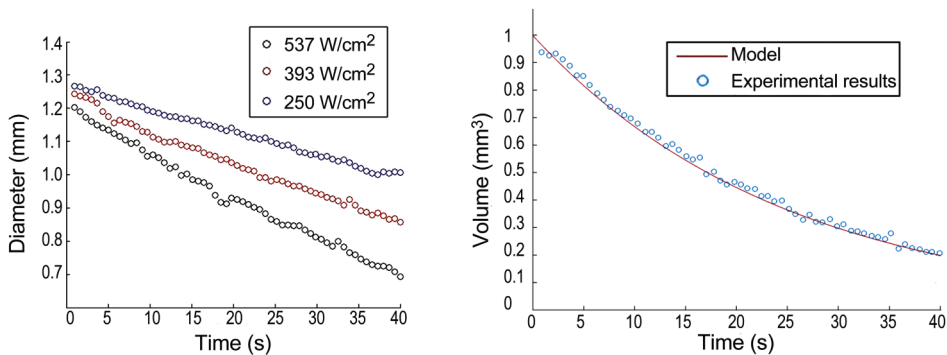 1.4
1.3
1.2
1.1
1.0
0.9
0.8
0.7
Diameter (mm)
0 5 10 15 20 25 30 35 40
Time (s)
537 W/cm²
393 W/cm²
250 W/cm²
1
0.9
0.8
0.7
0.6
0.5
0.4
0.3
0.2
0.1
0
Volume (mm³)
0 5 10 15 20 25 30 35 40
Time (s)
Model
Experimental results